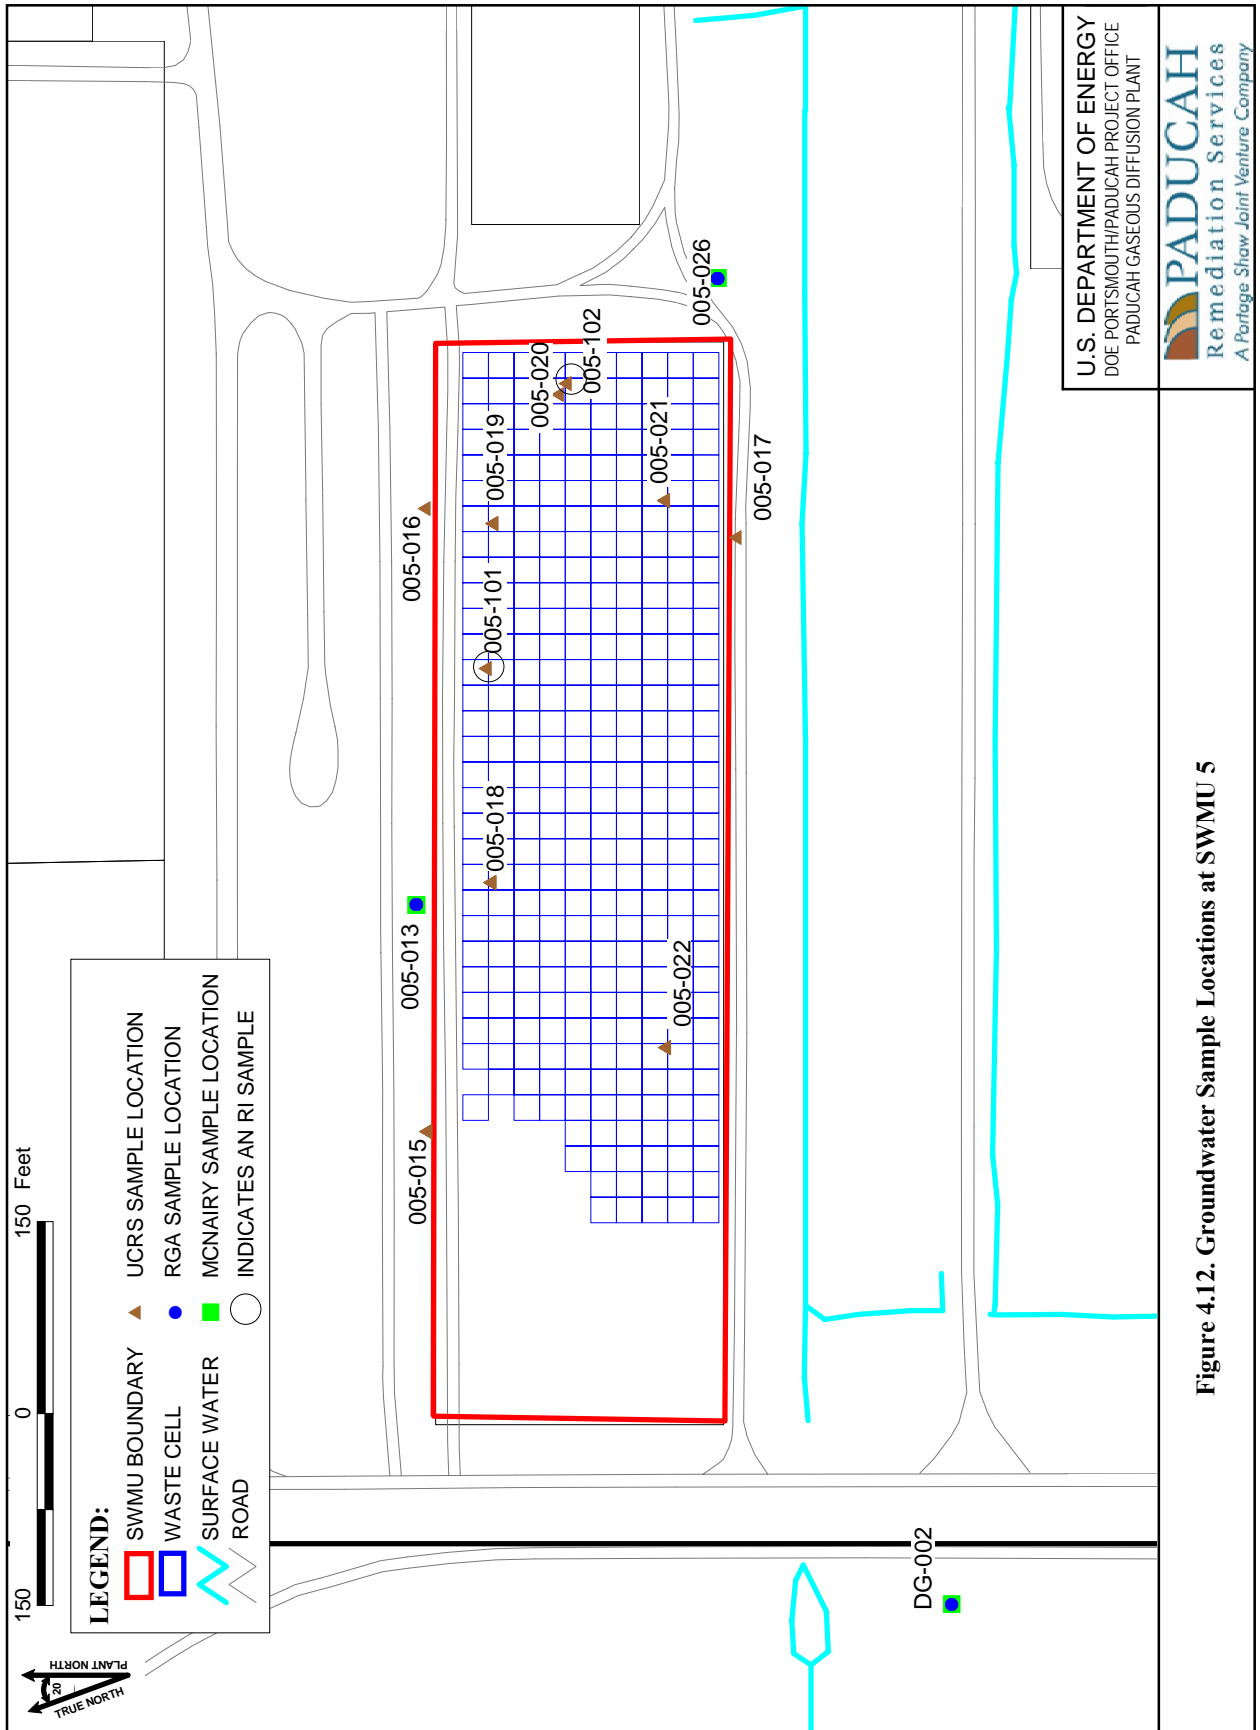 PLANT NORTH
20
TRUE NORTH
150 0 150 Feet
LEGEND:
SWMU BOUNDARY
WASTE CELL
SURFACE WATER
ROAD
UCRS SAMPLE LOCATION
RGA SAMPLE LOCATION
MCNAIRY SAMPLE LOCATION
INDICATES AN RI SAMPLE
005-015
005-013
005-016
005-018
005-101
005-019
005-020
005-102
005-022
005-021
005-026
005-017
DG-002
U.S. DEPARTMENT OF ENERGY
DOE PORTSMOUTH/PADUCAH PROJECT OFFICE
PADUCAH GASEOUS DIFFUSION PLANT
PADUCAH
Remediation Services
A Portage Shaw Joint Venture Company
Figure 4.12. Groundwater Sample Locations at SWMU 5